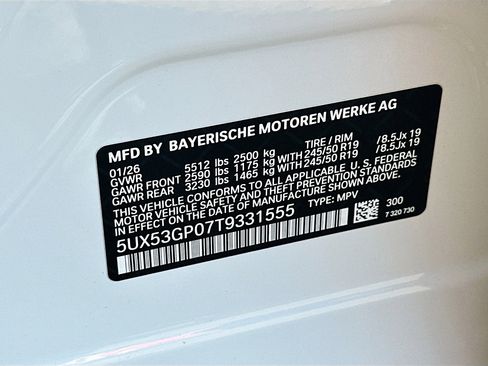 MFD BY BAYERISCHE MOTOREN WERKE AG
01/26 TIRE / RIM
GVWR 5512 lbs 2500 kg
GAWR FRONT 2590 lbs 1175 kg WITH 245/50 R19 /8.5Jx 19
GAWR REAR 3230 lbs 1465 kg WITH 245/50 R19 /8.5Jx 19
THIS VEHICLE CONFORMS TO ALL APPLICABLE U.S. FEDERAL
MOTOR VEHICLE SAFETY AND THEFT PREVENTION STANDARDS
IN EFFECT ON THE DATE OF MANUFACTURE SHOWN ABOVE.
5UX53GP07T9331555 TYPE: MPV
300
7 320 730